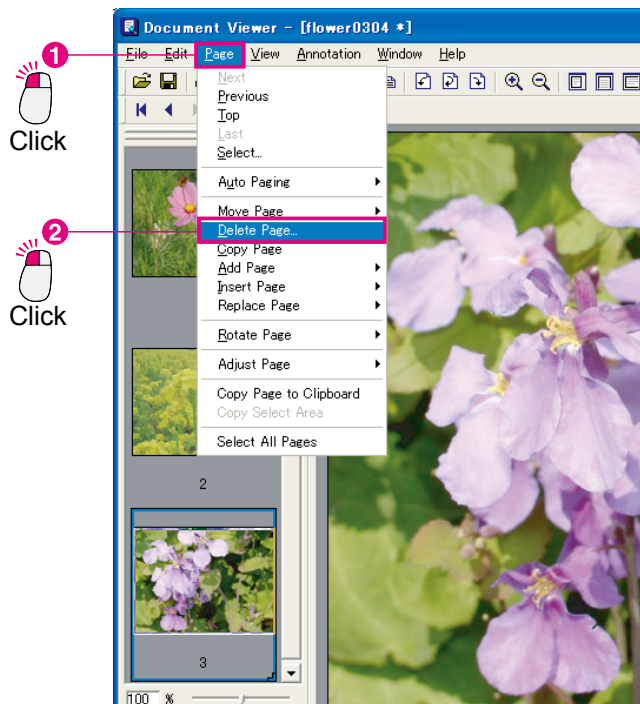 Document Viewer - [flower0304 *]
1
File Edit Page View Annotation Window Help
Click
Next
Previous
Top
Last
Select...
Auto Paging
Move Page
2
Delete Page...
Click
Copy Page
Add Page
Insert Page
Replace Page
Rotate Page
Adjust Page
Copy Page to Clipboard
Copy Select Area
Select All Pages
2
3
100 %